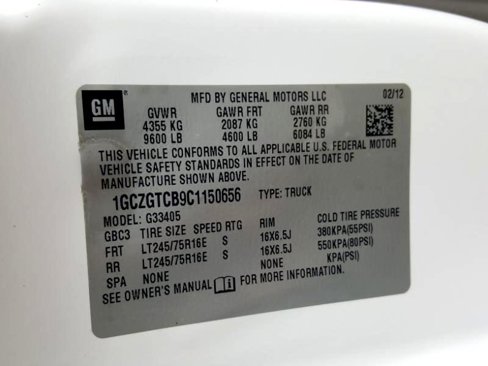 GM
MFD BY GENERAL MOTORS LLC 02/12
GVWR GAWR FRT GAWR RR
4355 KG 2087 KG 2760 KG
9600 LB 4600 LB 6084 LB
THIS VEHICLE CONFORMS TO ALL APPLICABLE U.S. FEDERAL MOTOR
VEHICLE SAFETY STANDARDS IN EFFECT ON THE DATE OF
MANUFACTURE SHOWN ABOVE.
1GCZGTCB9C1150656 TYPE: TRUCK
MODEL: G33405
GBC3 TIRE SIZE SPEED RTG RIM COLD TIRE PRESSURE
FRT LT245/75R16E S 16X6.5J 380KPA(55PSI)
RR LT245/75R16E S 16X6.5J 550KPA(80PSI)
SPA NONE NONE KPA(PSI)
SEE OWNER'S MANUAL FOR MORE INFORMATION.